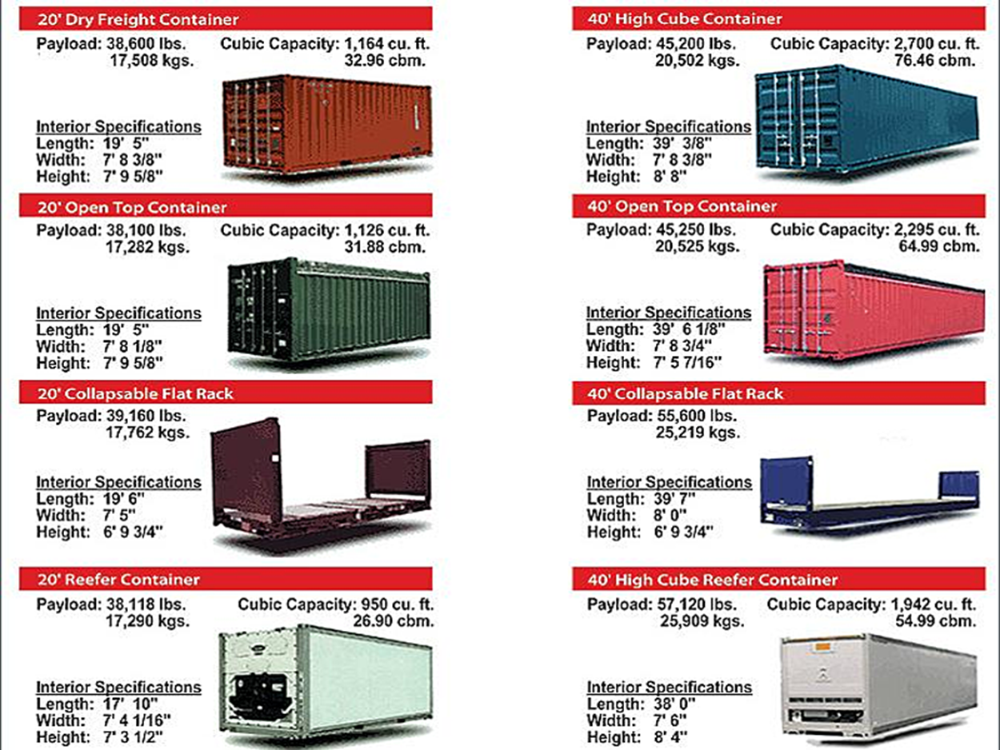 20' Dry Freight Container
Payload: 38,600 lbs. Cubic Capacity: 1,164 cu. ft.
17,508 kgs. 32.96 cbm.
Interior Specifications
Length: 19' 5"
Width: 7' 8 3/8"
Height: 7' 9 5/8"
40' High Cube Container
Payload: 45,200 lbs. Cubic Capacity: 2,700 cu. ft.
20,502 kgs. 76.46 cbm.
Interior Specifications
Length: 39' 3/8"
Width: 7' 8 3/8"
Height: 8' 8"
20' Open Top Container
Payload: 38,100 lbs. Cubic Capacity: 1,126 cu. ft.
17,282 kgs. 31.88 cbm.
Interior Specifications
Length: 19' 5"
Width: 7' 8 1/8"
Height: 7' 9 5/8"
40' Open Top Container
Payload: 45,250 lbs. Cubic Capacity: 2,295 cu. ft.
20,525 kgs. 64.99 cbm.
Interior Specifications
Length: 39' 6 1/8"
Width: 7' 8 3/4"
Height: 7' 5 7/16"
20' Collapsable Flat Rack
Payload: 39,160 lbs.
17,762 kgs.
Interior Specifications
Length: 19' 6"
Width: 7' 5"
Height: 6' 9 3/4"
40' Collapsable Flat Rack
Payload: 55,600 lbs.
25,219 kgs.
Interior Specifications
Length: 39' 7"
Width: 8' 0"
Height: 6' 9 3/4"
20' Reefer Container
Payload: 38,118 lbs. Cubic Capacity: 950 cu. ft.
17,290 kgs. 26.90 cbm.
Interior Specifications
Length: 17' 10"
Width: 7' 4 1/16"
Height: 7' 3 1/2"
40' High Cube Reefer Container
Payload: 57,120 lbs. Cubic Capacity: 1,942 cu. ft.
25,909 kgs. 54.99 cbm.
Interior Specifications
Length: 38' 0"
Width: 7' 6"
Height: 8' 4"